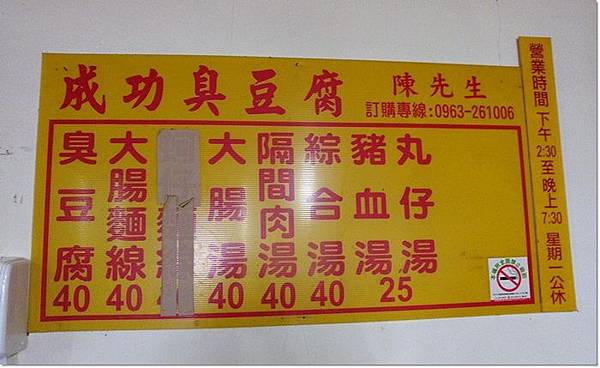 成功臭豆腐 陳先生
訂購專線:0963-261006
臭豆腐 40
大腸麵線 40
大腸湯 40
隔間肉湯 40
綜合湯 40
豬血湯
丸仔湯
25
營業時間 下午2:30至晚上7:30 星期一公休